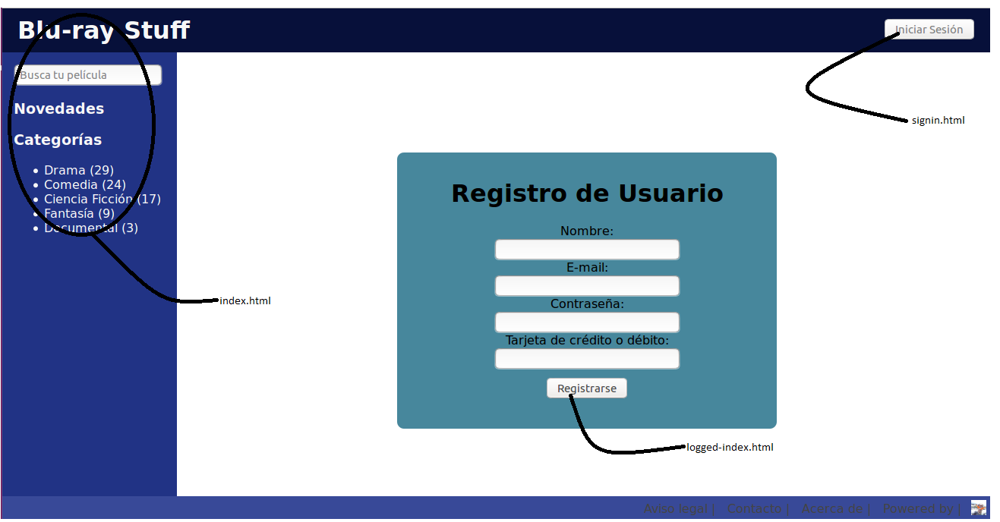 Blu-ray Stuff
Iniciar Sesión
Busca tu película
signin.html
Novedades
Categorías
Drama (29)
Comedia (24)
Ciencia Ficción (17)
Fantasía (9)
Documental (3)
Registro de Usuario
Nombre:
E-mail:
Contraseña:
Tarjeta de crédito o débito:
Registrarse
index.html
logged-index.html
Aviso legal | Contacto | Acerca de | Powered by |